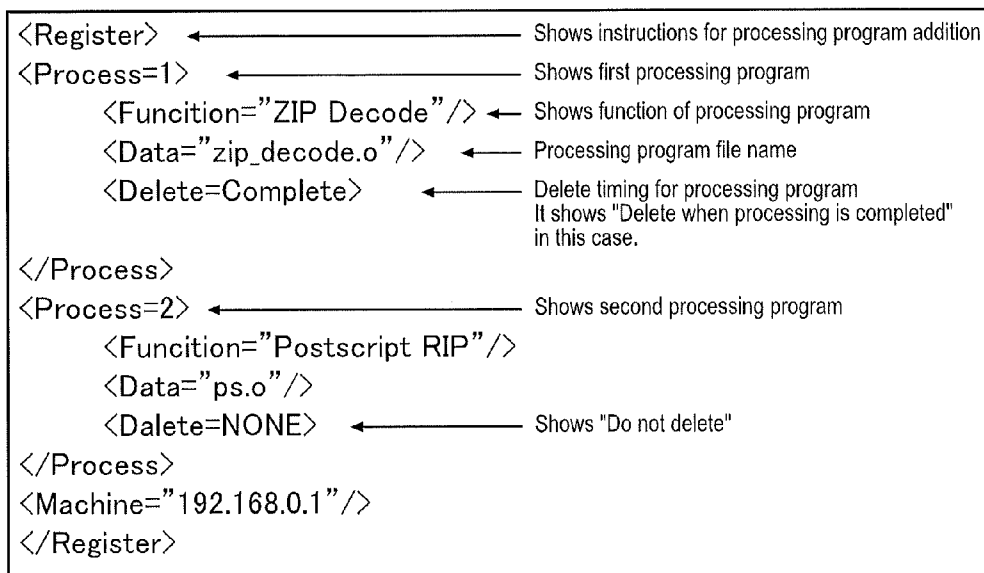 <Register> Shows instructions for processing program addition
<Process=1> Shows first processing program
<Funcition=”ZIP Decode”/> Shows function of processing program
<Data=”zip_decode.o”/> Processing program file name
<Delete=Complete> Delete timing for processing program
It shows "Delete when processing is completed"
in this case.
</Process>
<Process=2> Shows second processing program
<Funcition=”Postscript RIP”/>
<Data=”ps.o”/>
<Dalete=NONE> Shows "Do not delete"
</Process>
<Machine=”192.168.0.1”/>
</Register>